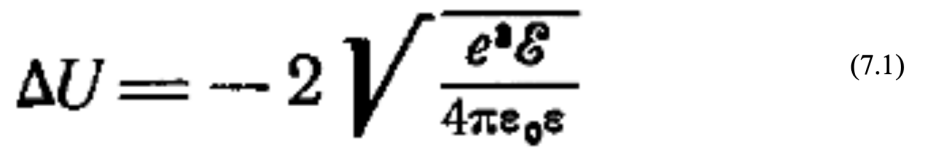 ΔU = − 2 √(e³ℰ / 4πε₀ε) (7.1)